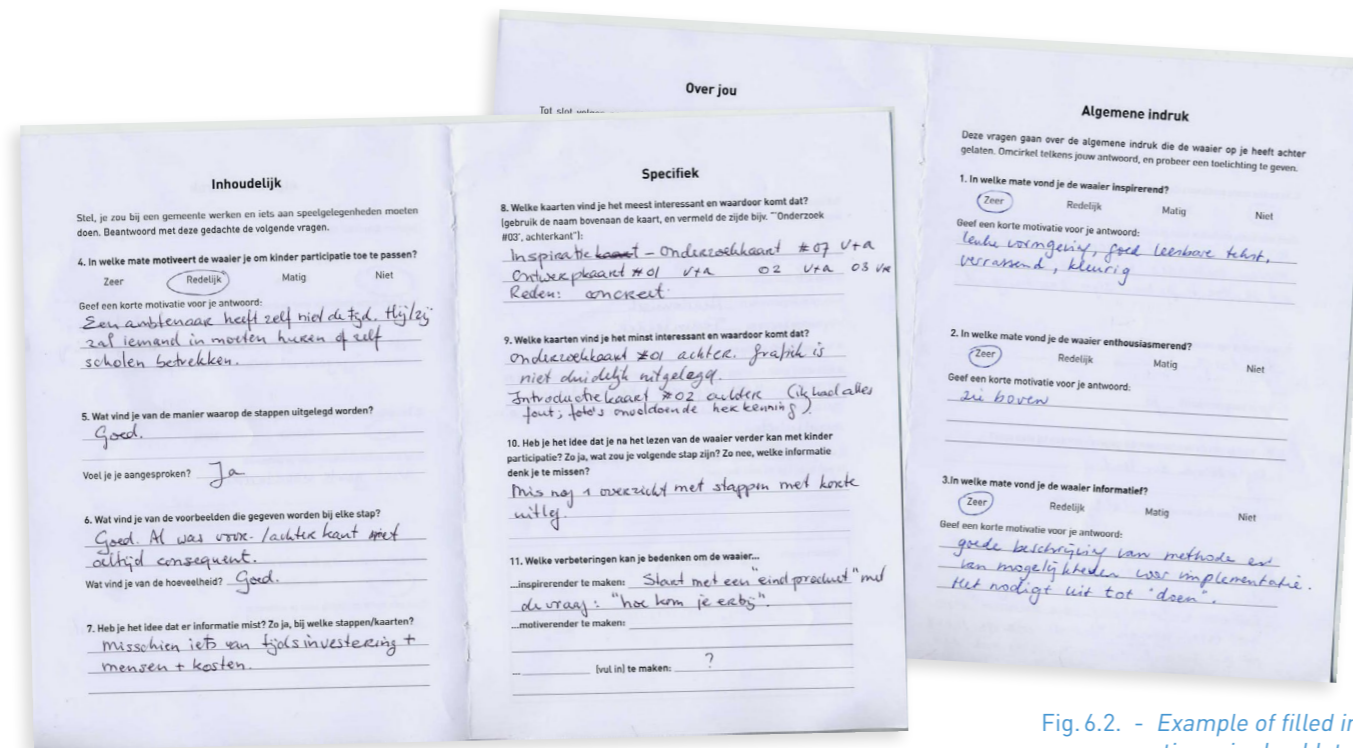 Over jou
Inhoudelijk
Stel, je zou bij een gemeente werken en iets aan speelgelegenheden moeten
doen. Beantwoord met deze gedachte de volgende vragen.
4. In welke mate motiveert de waaier je om kinder participatie toe te passen?
Zeer Redelijk Matig Niet
Geef een korte motivatie voor je antwoord:
Een ambtenaar heeft zelf niet de tijd. Hij/zij
zal iemand in moeten huren of zelf
scholen betrekken.
5. Wat vind je van de manier waarop de stappen uitgelegd worden?
Goed.
Voel je je aangesproken? Ja
6. Wat vind je van de voorbeelden die gegeven worden bij elke stap?
Goed. Al was voor-/achter kant niet
altijd consequent.
Wat vind je van de hoeveelheid? Goed.
7. Heb je het idee dat er informatie mist? Zo ja, bij welke stappen/kaarten?
Misschien iets van tijdsinvestering +
mensen + kosten.
Specifiek
8. Welke kaarten vind je het meest interessant en waardoor komt dat?
(gebruik de naam bovenaan de kaart, en vermeld de zijde bijv. "'Onderzoek
#03', achterkant"):
Inspiratie kaart - Onderzoekkaart #07 V+a
Ontwerpkaart #01 V+a 02 V+a 03
Reden: concreet.
9. Welke kaarten vind je het minst interessant en waardoor komt dat?
Onderzoekkaart #01 achter. grafiek is
niet duidelijk uitgelegd.
Introductiekaart #02 achter (ik had alles
fout; foto's onvoldoende herkenning).
10. Heb je het idee dat je na het lezen van de waaier verder kan met kinder
participatie? Zo ja, wat zou je volgende stap zijn? Zo nee, welke informatie
denk je te missen?
Mis nog 1 overzicht met stappen met korte
uitleg.
11. Welke verbeteringen kan je bedenken om de waaier...
...inspirerender te maken: Start met een "eind product" met
de vraag: "hoe kom je erbij".
...motiverender te maken:
... (vul in) te maken: ?
Algemene indruk
Deze vragen gaan over de algemene indruk die de waaier op je heeft achter
gelaten. Omcirkel telkens jouw antwoord, en probeer een toelichting te geven.
1. In welke mate vond je de waaier inspirerend?
Zeer Redelijk Matig Niet
Geef een korte motivatie voor je antwoord:
leuke vormgeving, goed leesbare tekst,
verrassend, kleurig
2. In welke mate vond je de waaier enthousiasmerend?
Zeer Redelijk Matig Niet
Geef een korte motivatie voor je antwoord:
zie boven
3.In welke mate vond je de waaier informatief?
Zeer Redelijk Matig Niet
Geef een korte motivatie voor je antwoord:
goede beschrijving van methode en
van mogelijkheden voor implementatie.
Het nodigt uit tot "doen".
Fig. 6.2. - Example of filled in